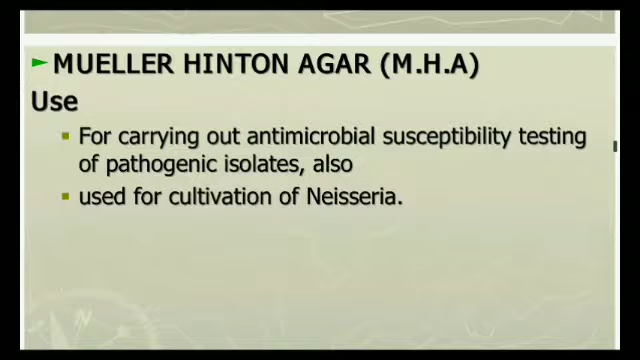 MUELLER HINTON AGAR (M.H.A)
Use
For carrying out antimicrobial susceptibility testing
of pathogenic isolates, also
used for cultivation of Neisseria.